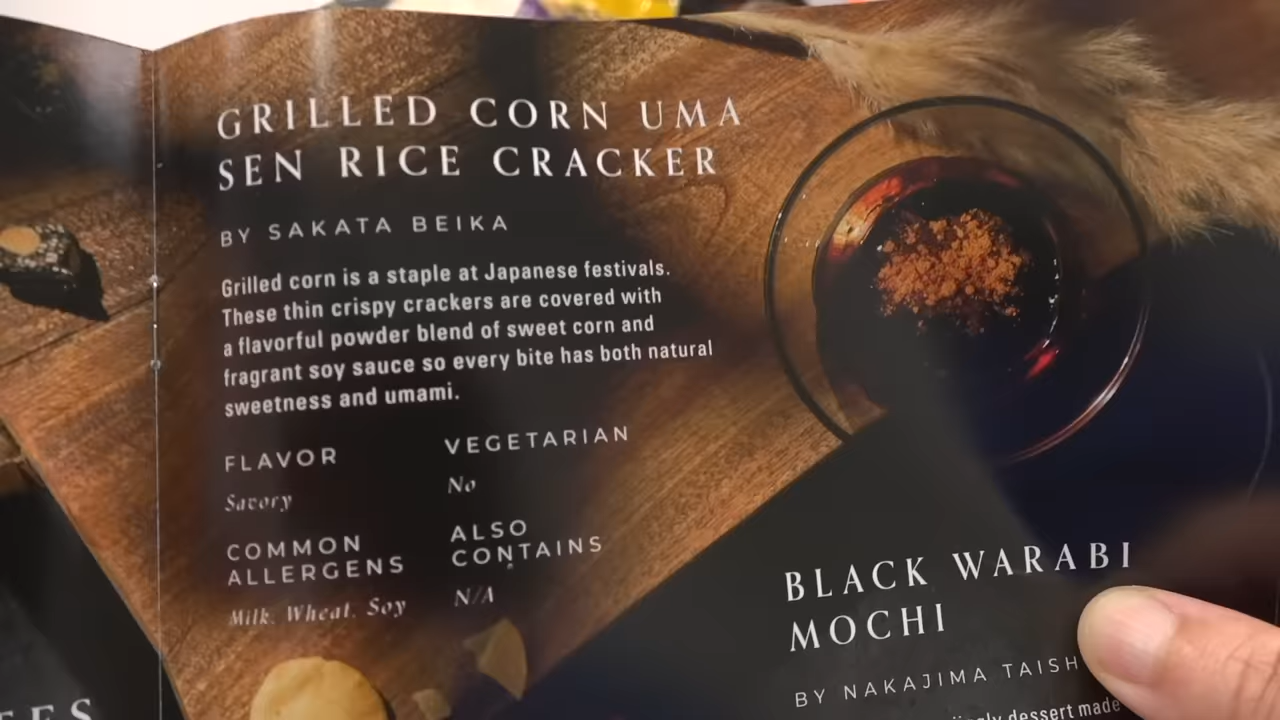 GRILLED CORN UMA
SEN RICE CRACKER
BY SAKATA BEIKA
Grilled corn is a staple at Japanese festivals.
These thin crispy crackers are covered with
a flavorful powder blend of sweet corn and
fragrant soy sauce so every bite has both natural
sweetness and umami.
FLAVOR
Savory
VEGETARIAN
No
COMMON
ALLERGENS
Milk, Wheat, Soy
ALSO
CONTAINS
N/A
BLACK WARABI
MOCHI
BY NAKAJIMA TAISH
dessert made